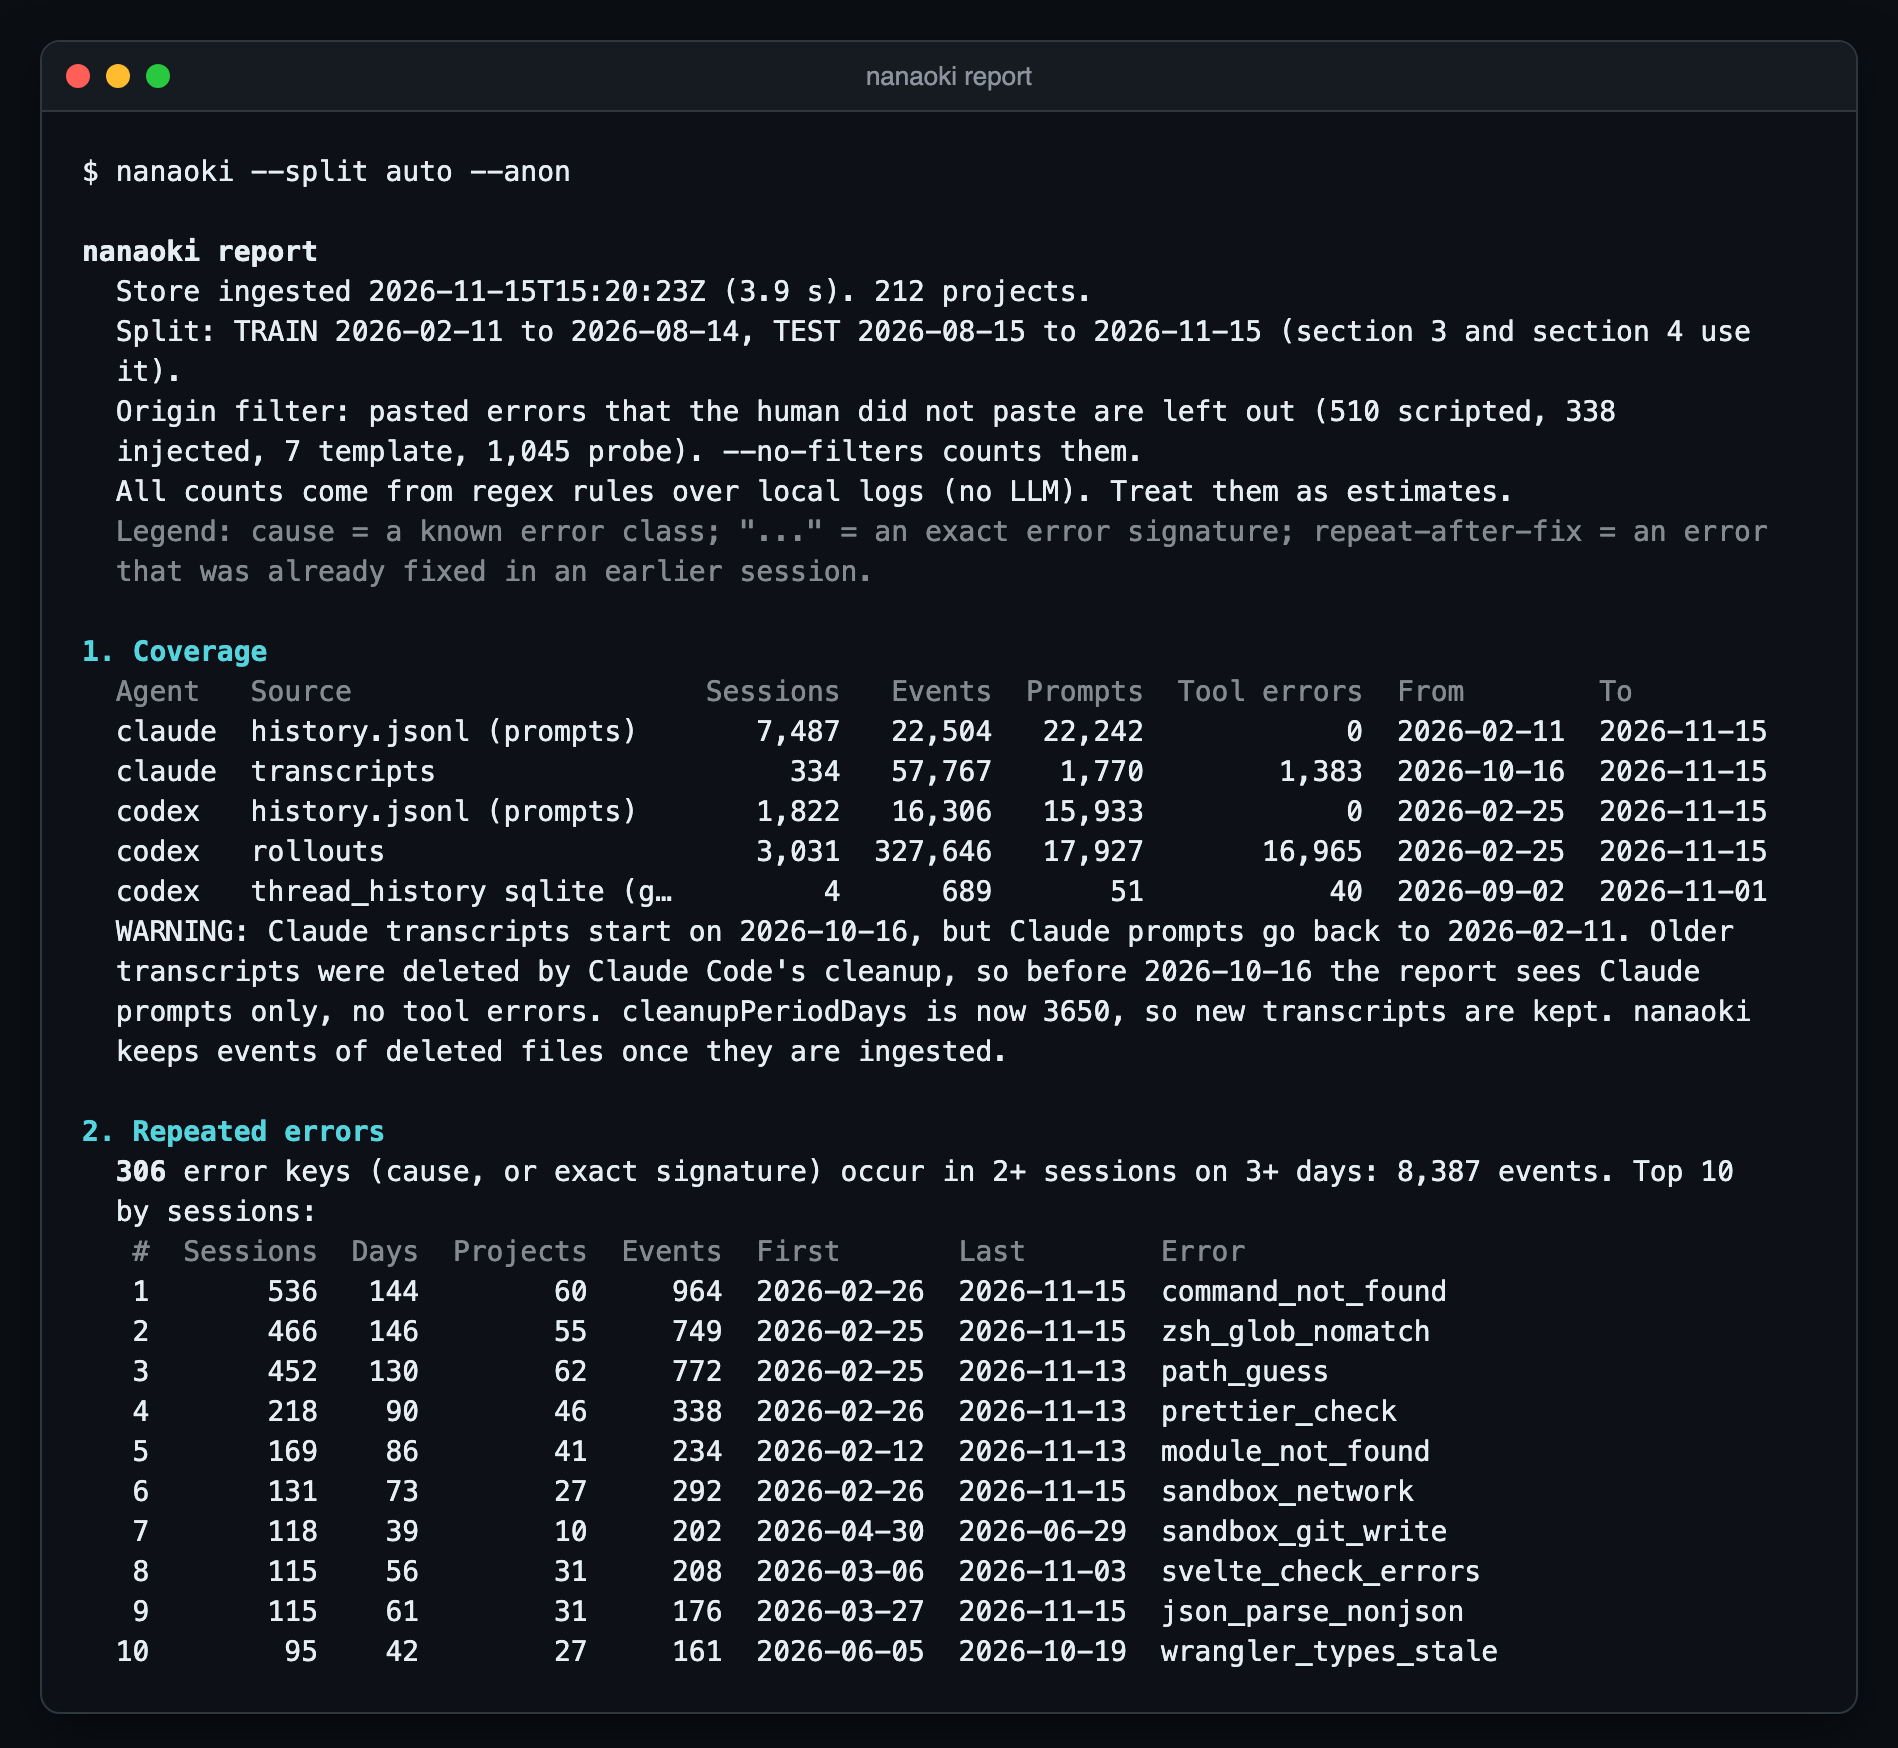 nanaoki report
$ nanaoki --split auto --anon
nanaoki report
Store ingested 2026-11-15T15:20:23Z (3.9 s). 212 projects.
Split: TRAIN 2026-02-11 to 2026-08-14, TEST 2026-08-15 to 2026-11-15 (section 3 and section 4 use
it).
Origin filter: pasted errors that the human did not paste are left out (510 scripted, 338
injected, 7 template, 1,045 probe). --no-filters counts them.
All counts come from regex rules over local logs (no LLM). Treat them as estimates.
Legend: cause = a known error class; "..." = an exact error signature; repeat-after-fix = an error
that was already fixed in an earlier session.
1. Coverage
Agent   Source                     Sessions   Events  Prompts  Tool errors  From        To
claude  history.jsonl (prompts)       7,487   22,504   22,242            0  2026-02-11  2026-11-15
claude  transcripts                     334   57,767    1,770        1,383  2026-10-16  2026-11-15
codex   history.jsonl (prompts)       1,822   16,306   15,933            0  2026-02-25  2026-11-15
codex   rollouts                      3,031  327,646   17,927       16,965  2026-02-25  2026-11-15
codex   thread_history sqlite (g…         4      689       51           40  2026-09-02  2026-11-01
WARNING: Claude transcripts start on 2026-10-16, but Claude prompts go back to 2026-02-11. Older
transcripts were deleted by Claude Code's cleanup, so before 2026-10-16 the report sees Claude
prompts only, no tool errors. cleanupPeriodDays is now 3650, so new transcripts are kept. nanaoki
keeps events of deleted files once they are ingested.
2. Repeated errors
306 error keys (cause, or exact signature) occur in 2+ sessions on 3+ days: 8,387 events. Top 10
by sessions:
#  Sessions  Days  Projects  Events  First       Last        Error
1       536   144        60     964  2026-02-26  2026-11-15  command_not_found
2       466   146        55     749  2026-02-25  2026-11-15  zsh_glob_nomatch
3       452   130        62     772  2026-02-25  2026-11-13  path_guess
4       218    90        46     338  2026-02-26  2026-11-13  prettier_check
5       169    86        41     234  2026-02-12  2026-11-13  module_not_found
6       131    73        27     292  2026-02-26  2026-11-15  sandbox_network
7       118    39        10     202  2026-04-30  2026-06-29  sandbox_git_write
8       115    56        31     208  2026-03-06  2026-11-03  svelte_check_errors
9       115    61        31     176  2026-03-27  2026-11-15  json_parse_nonjson
10       95    42        27     161  2026-06-05  2026-10-19  wrangler_types_stale